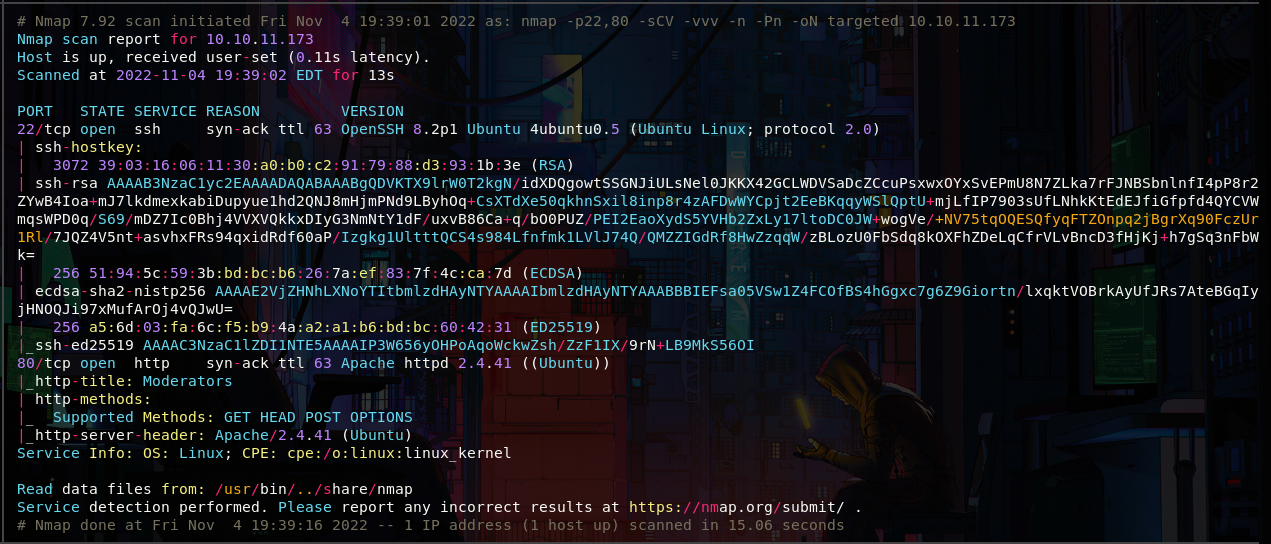 # Nmap 7.92 scan initiated Fri Nov  4 19:39:01 2022 as: nmap -p22,80 -sCV -vvv -n -Pn -oN targeted 10.10.11.173
Nmap scan report for 10.10.11.173
Host is up, received user-set (0.11s latency).
Scanned at 2022-11-04 19:39:02 EDT for 13s

PORT   STATE SERVICE REASON         VERSION
22/tcp open  ssh     syn-ack ttl 63 OpenSSH 8.2p1 Ubuntu 4ubuntu0.5 (Ubuntu Linux; protocol 2.0)
| ssh-hostkey:
|   3072 39:03:16:06:11:30:a0:b0:c2:91:79:88:d3:93:1b:3e (RSA)
| ssh-rsa AAAAB3NzaC1yc2EAAAADAQABAAABgQDVKTX9lrW0T2kgN/idXDQgowtSSGNJiULsNel0JKKX42GCLWDVSaDcZCcuPsxwxOYxSvEPmU8N7ZLka7rFJNBSbnlnfI4pP8r2
ZYwB4Ioa+mJ7lkdmexkabiDupyue1hd2QNJ8mHjmPNd9LByhOq+CsXTdXe50qkhnSxil8inp8r4zAFDwWYCpjt2EeBKqqyWSlQptU+mjLfIP7903sUfLNhkKtEdEJfiGfpfd4QYCVW
mqsWPD0q/S69/mDZ7Ic0Bhj4VVXVQkkxDIyG3NmNtY1dF/uxvB86Ca+q/bO0PUZ/PEI2EaoXydS5YVHb2ZxLy17ltoDC0JW+wogVe/+NV75tqOQESQfyqFTZOnpq2jBgrXq90FczUr
1Rl/7JQZ4V5nt+asvhxFRs94qxidRdf60aP/Izgkg1UltttQCS4s984Lfnfmk1LVlJ74Q/QMZZIGdRf8HwZzqqW/zBLozU0FbSdq8kOXFhZDeLqCfrVLvBncD3fHjKj+h7gSq3nFbW
k=
|   256 51:94:5c:59:3b:bd:bc:b6:26:7a:ef:83:7f:4c:ca:7d (ECDSA)
| ecdsa-sha2-nistp256 AAAAE2VjZHNhLXNoYTItbmlzdHAyNTYAAAAIbmlzdHAyNTYAAABBBIEFsa05VSw1Z4FCOfBS4hGgxc7g6Z9Giortn/lxqktVOBrkAyUfJRs7AteBGqIy
jHNOQJi97xMufArOj4vQJwU=
|   256 a5:6d:03:fa:6c:f5:b9:4a:a2:a1:b6:bd:bc:60:42:31 (ED25519)
|_ssh-ed25519 AAAAC3NzaC1lZDI1NTE5AAAAIP3W656yOHPoAqoWckwZsh/ZzF1IX/9rN+LB9MkS56OI
80/tcp open  http    syn-ack ttl 63 Apache httpd 2.4.41 ((Ubuntu))
|_http-title: Moderators
| http-methods:
|_  Supported Methods: GET HEAD POST OPTIONS
|_http-server-header: Apache/2.4.41 (Ubuntu)
Service Info: OS: Linux; CPE: cpe:/o:linux:linux_kernel

Read data files from: /usr/bin/../share/nmap
Service detection performed. Please report any incorrect results at https://nmap.org/submit/ .
# Nmap done at Fri Nov  4 19:39:16 2022 -- 1 IP address (1 host up) scanned in 15.06 seconds